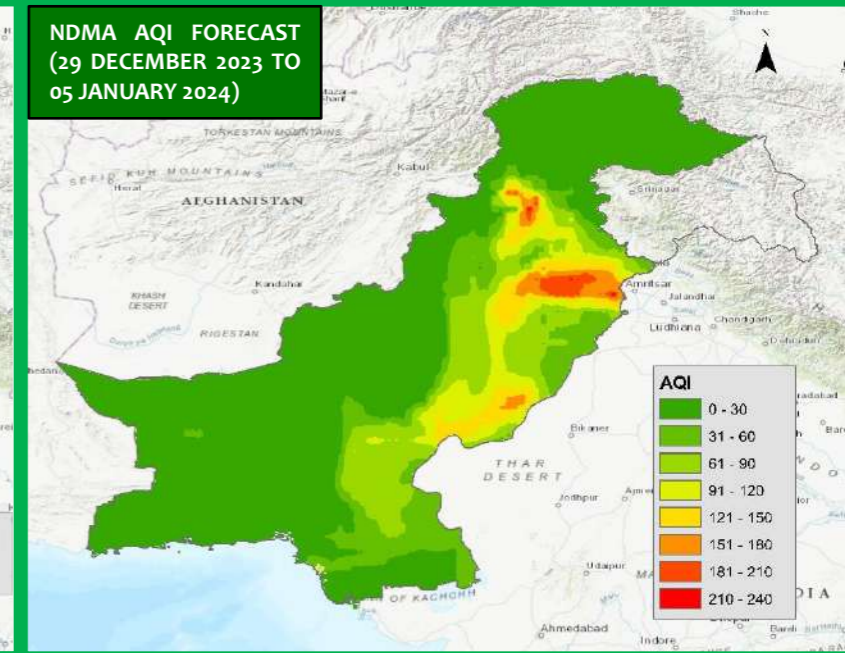 NDMA AQI FORECAST
(29 DECEMBER 2023 TO
05 JANUARY 2024)
N
TORKESTAN MOUNTAINS
SEFID KUH MOUNTAINS
Herat
Kabul
AFGHANISTAN
Srinagar
KHASH
DESERT
Kandahar
RIGESTAN
Amritsar
Jalandhar
Ludhiana
Chandigarh
Dehradun
Bikaner
THAR
DESERT
Jodhpur
Udaipur
OF KACHCHH
Ahmedabad
Indore
AQI
0 - 30
31 - 60
61 - 90
91 - 120
121 - 150
151 - 180
181 - 210
210 - 240